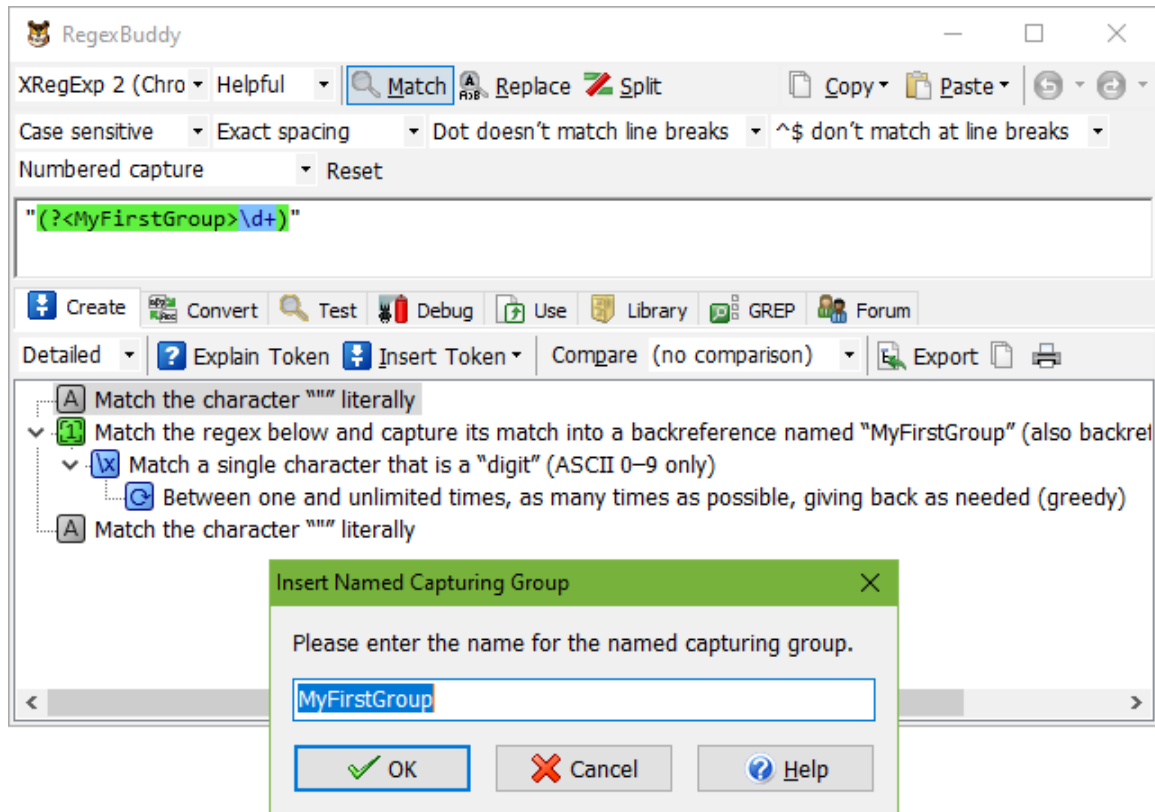 RegexBuddy
XRegExp 2 (Chro Helpful Match Replace Split Copy Paste
Case sensitive Exact spacing Dot doesn't match line breaks ^$ don't match at line breaks
Numbered capture Reset
"(?<MyFirstGroup>\d+)"
Create Convert Test Debug Use Library GREP Forum
Detailed Explain Token Insert Token Compare (no comparison) Export
A Match the character “"” literally
1 Match the regex below and capture its match into a backreference named “MyFirstGroup” (also backref
\x Match a single character that is a “digit” (ASCII 0–9 only)
Between one and unlimited times, as many times as possible, giving back as needed (greedy)
A Match the character “"” literally
Insert Named Capturing Group
Please enter the name for the named capturing group.
MyFirstGroup
OK Cancel Help